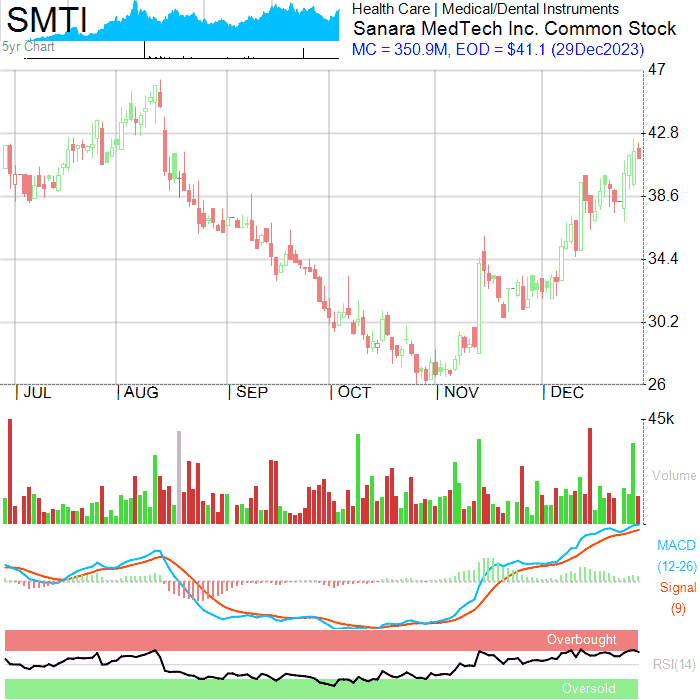 SMTI
5yr Chart
Health Care | Medical/Dental Instruments
Sanara MedTech Inc. Common Stock
MC = 350.9M, EOD = $41.1 (29Dec2023)
47
42.8
38.6
34.4
30.2
26
| JUL | AUG | SEP | OCT | NOV | DEC
45k
Volume
MACD
(12-26)
Signal
(9)
Overbought
RSI(14)
Oversold